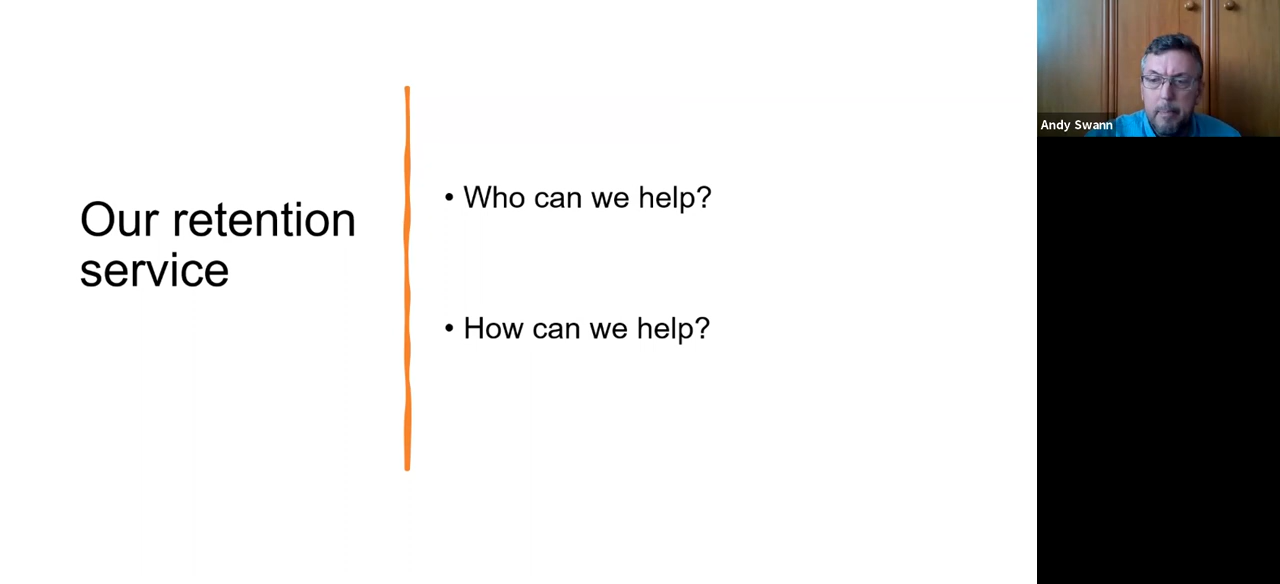 Our retention
service
• Who can we help?
• How can we help?
Andy Swann